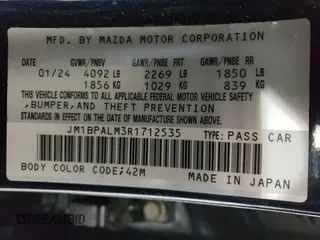 MFD. BY MAZDA MOTOR CORPORATION
GVWR/PNBV GAWR/PNBE FRT GAWR/PNBE RR
01/24 4092 LB 2269 LB 1850 LB
1856 KG 1029 KG 839 KG
THIS VEHICLE CONFORMS TO ALL APPLICABLE FEDERAL MOTOR VEHICLE SAFETY
,BUMPER,AND THEFT PREVENTION
STANDARDS IN EFFECT ON THE DATE OF MANUFACTURE SHOWN ABOVE.
JM1BPALM3R1712535 TYPE: PASS CAR
BODY COLOR CODE;42M
MADE IN JAPAN
DREAMBID